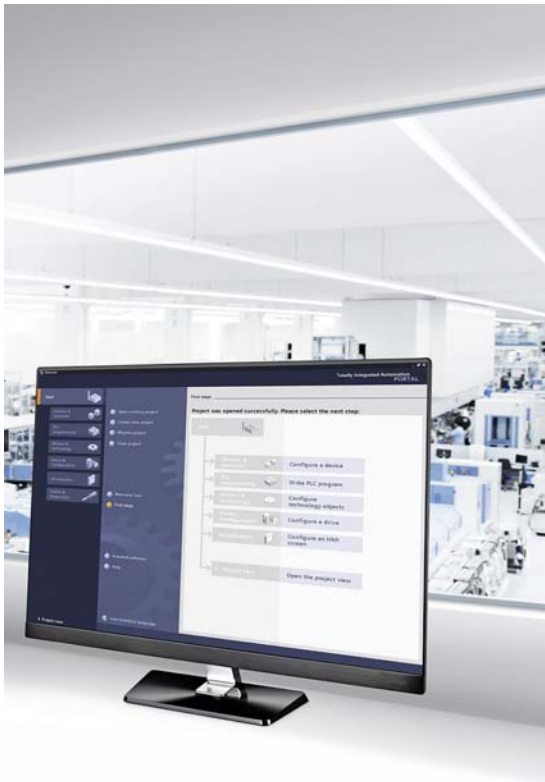 Totally Integrated Automation
PORTAL
Start
First steps
Project was opened successfully. Please select the next step:
Open existing project
Create new project
Migrate project
Close project
Welcome Tour
First steps
Installed software
Help
User interface language
Configure a device
Write PLC program
Configure
technology objects
Configure a drive
Configure an HMI
screen
Open the project view
Project view